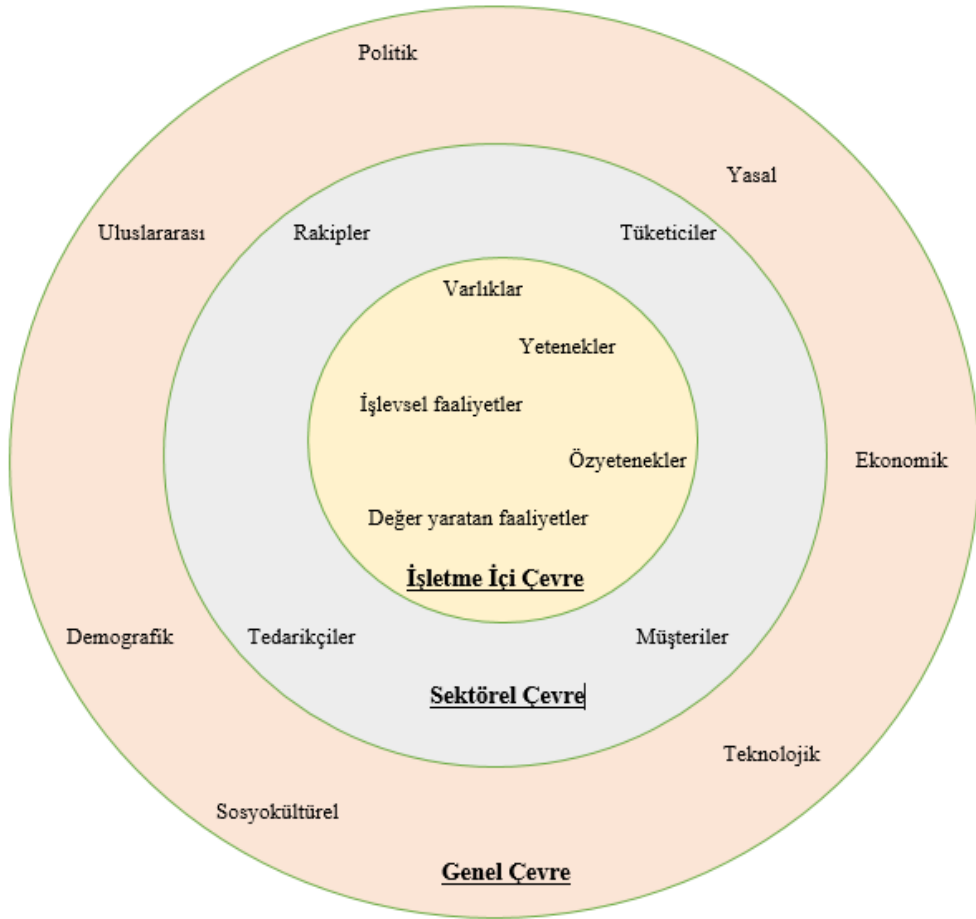 Politik
Yasal
Uluslararası
Rakipler
Tüketiciler
Varlıklar
Yetenekler
İşlevsel faaliyetler
Özyetenekler
Ekonomik
Değer yaratan faaliyetler
İşletme İçi Çevre
Demografik
Tedarikçiler
Müşteriler
Sektörel Çevre
Teknolojik
Sosyokültürel
Genel Çevre